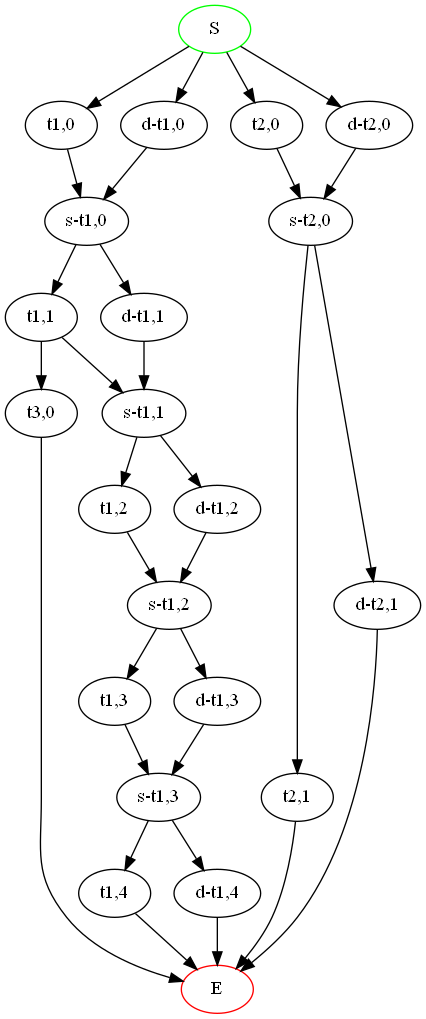 S
t1,0
d-t1,0
t2,0
d-t2,0
s-t1,0
s-t2,0
t1,1
d-t1,1
t3,0
s-t1,1
t1,2
d-t1,2
s-t1,2
d-t2,1
t1,3
d-t1,3
s-t1,3
t2,1
t1,4
d-t1,4
E